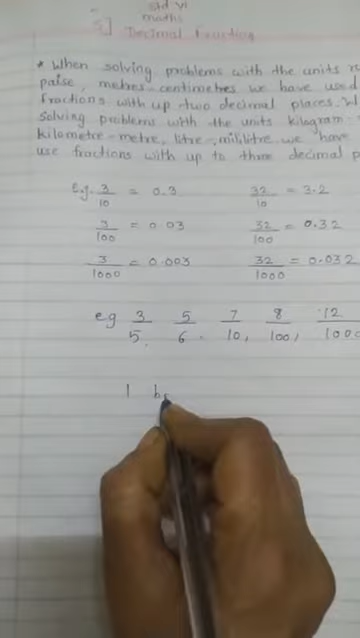 Std VI
maths
5] Decimal Fraction
* When solving problems with the units
paise, metres-centimetres we have used
fractions with up two decimal places.
solving problems with the units kilogram
kilometre-metre, litre-, mililitre we have
use fractions with up to three decimal
E.g. 3/10 = 0.3 32/10 = 3.2
3/100 = 0.03 32/100 = 0.32
3/1000 = 0.003 32/1000 = 0.032
eg 3/5, 5/6, 7/10, 8/100, 12/1000
1